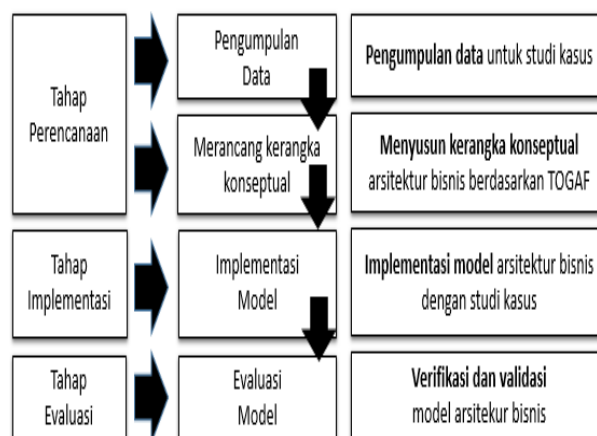 Tahap
Perencanaan
Pengumpulan
Data
Pengumpulan data untuk studi kasus
Merancang kerangka
konseptual
Menyusun kerangka konseptual
arsitektur bisnis berdasarkan TOGAF
Tahap
Implementasi
Implementasi
Model
Implementasi model arsitektur bisnis
dengan studi kasus
Tahap
Evaluasi
Evaluasi
Model
Verifikasi dan validasi
model arsitekur bisnis